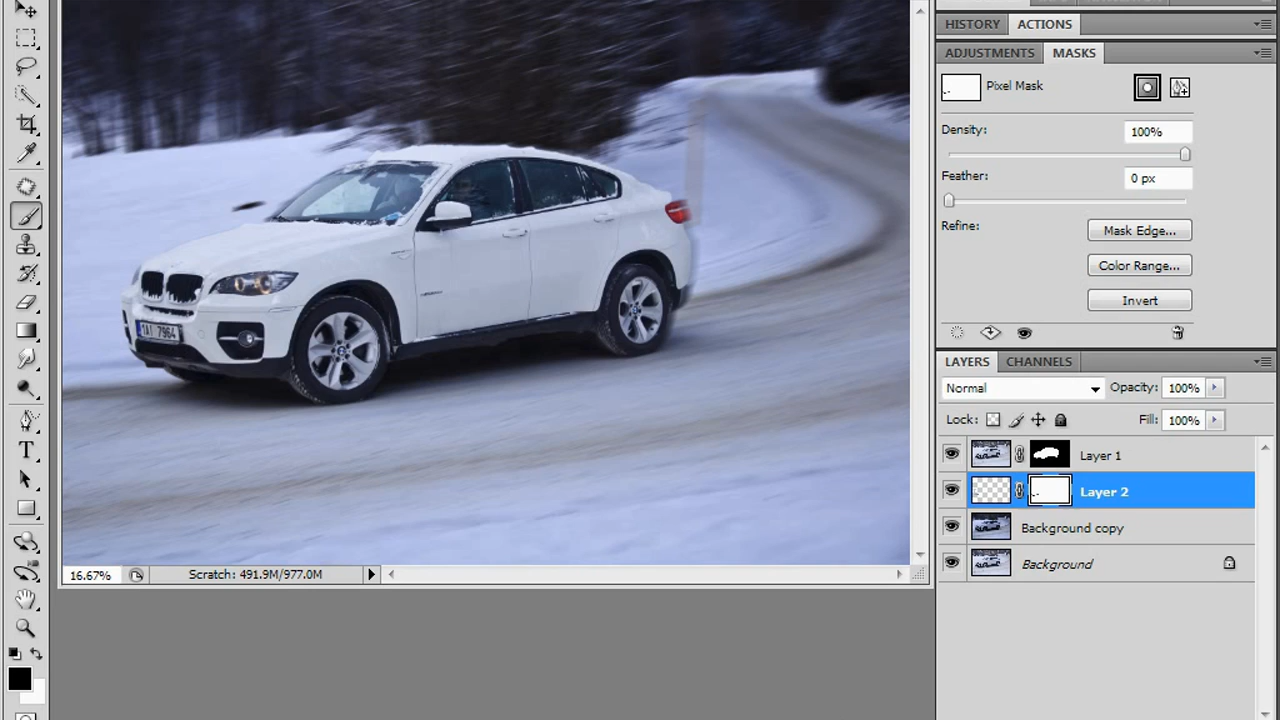 HISTORY ACTIONS
ADJUSTMENTS MASKS
Pixel Mask
Density: 100%
Feather: 0 px
Refine: Mask Edge...
Color Range...
Invert
1AI 7964
LAYERS CHANNELS
Normal Opacity: 100%
Lock: Fill: 100%
Layer 1
Layer 2
Background copy
Background
16.67% Scratch: 491.9M/977.0M
T